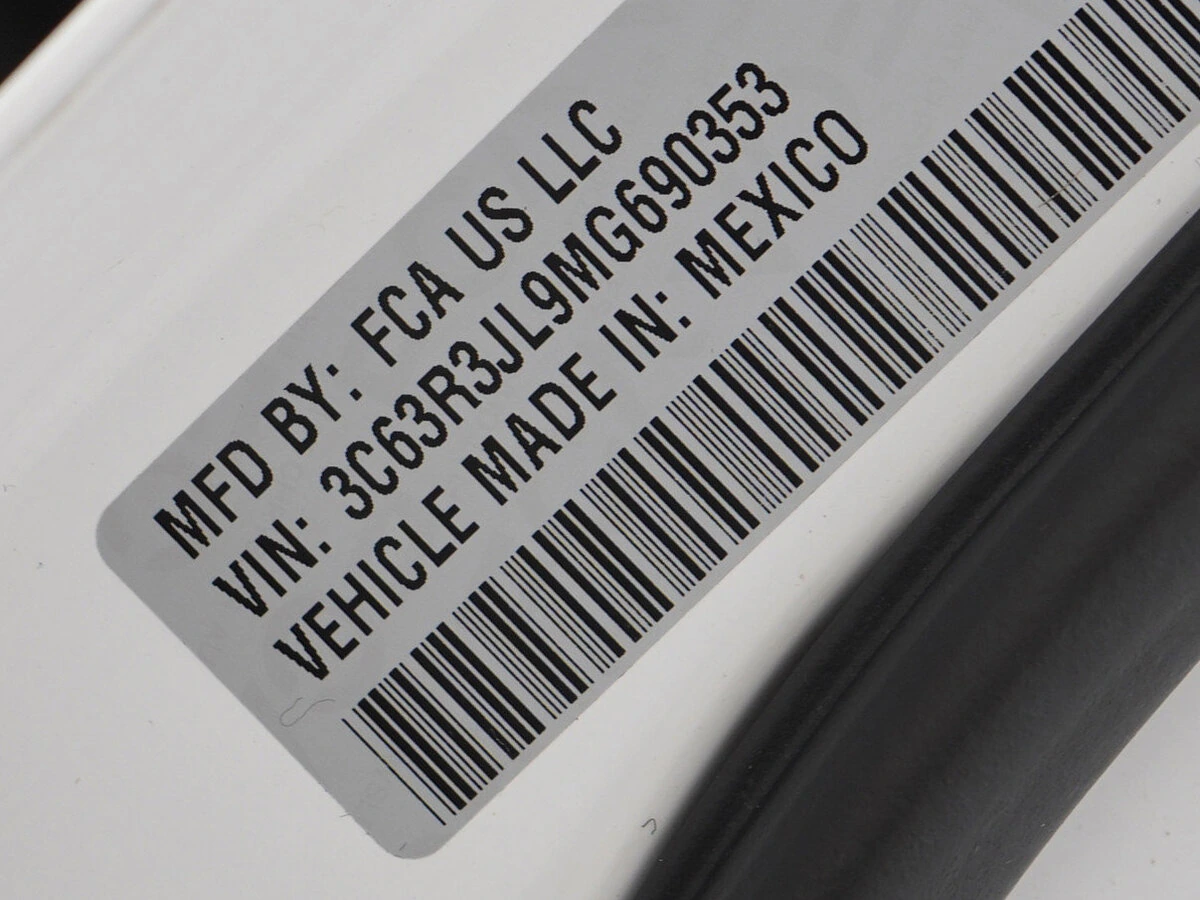 MFD BY: FCA US LLC
VIN: 3C63R3JL9MG690353
VEHICLE MADE IN: MEXICO